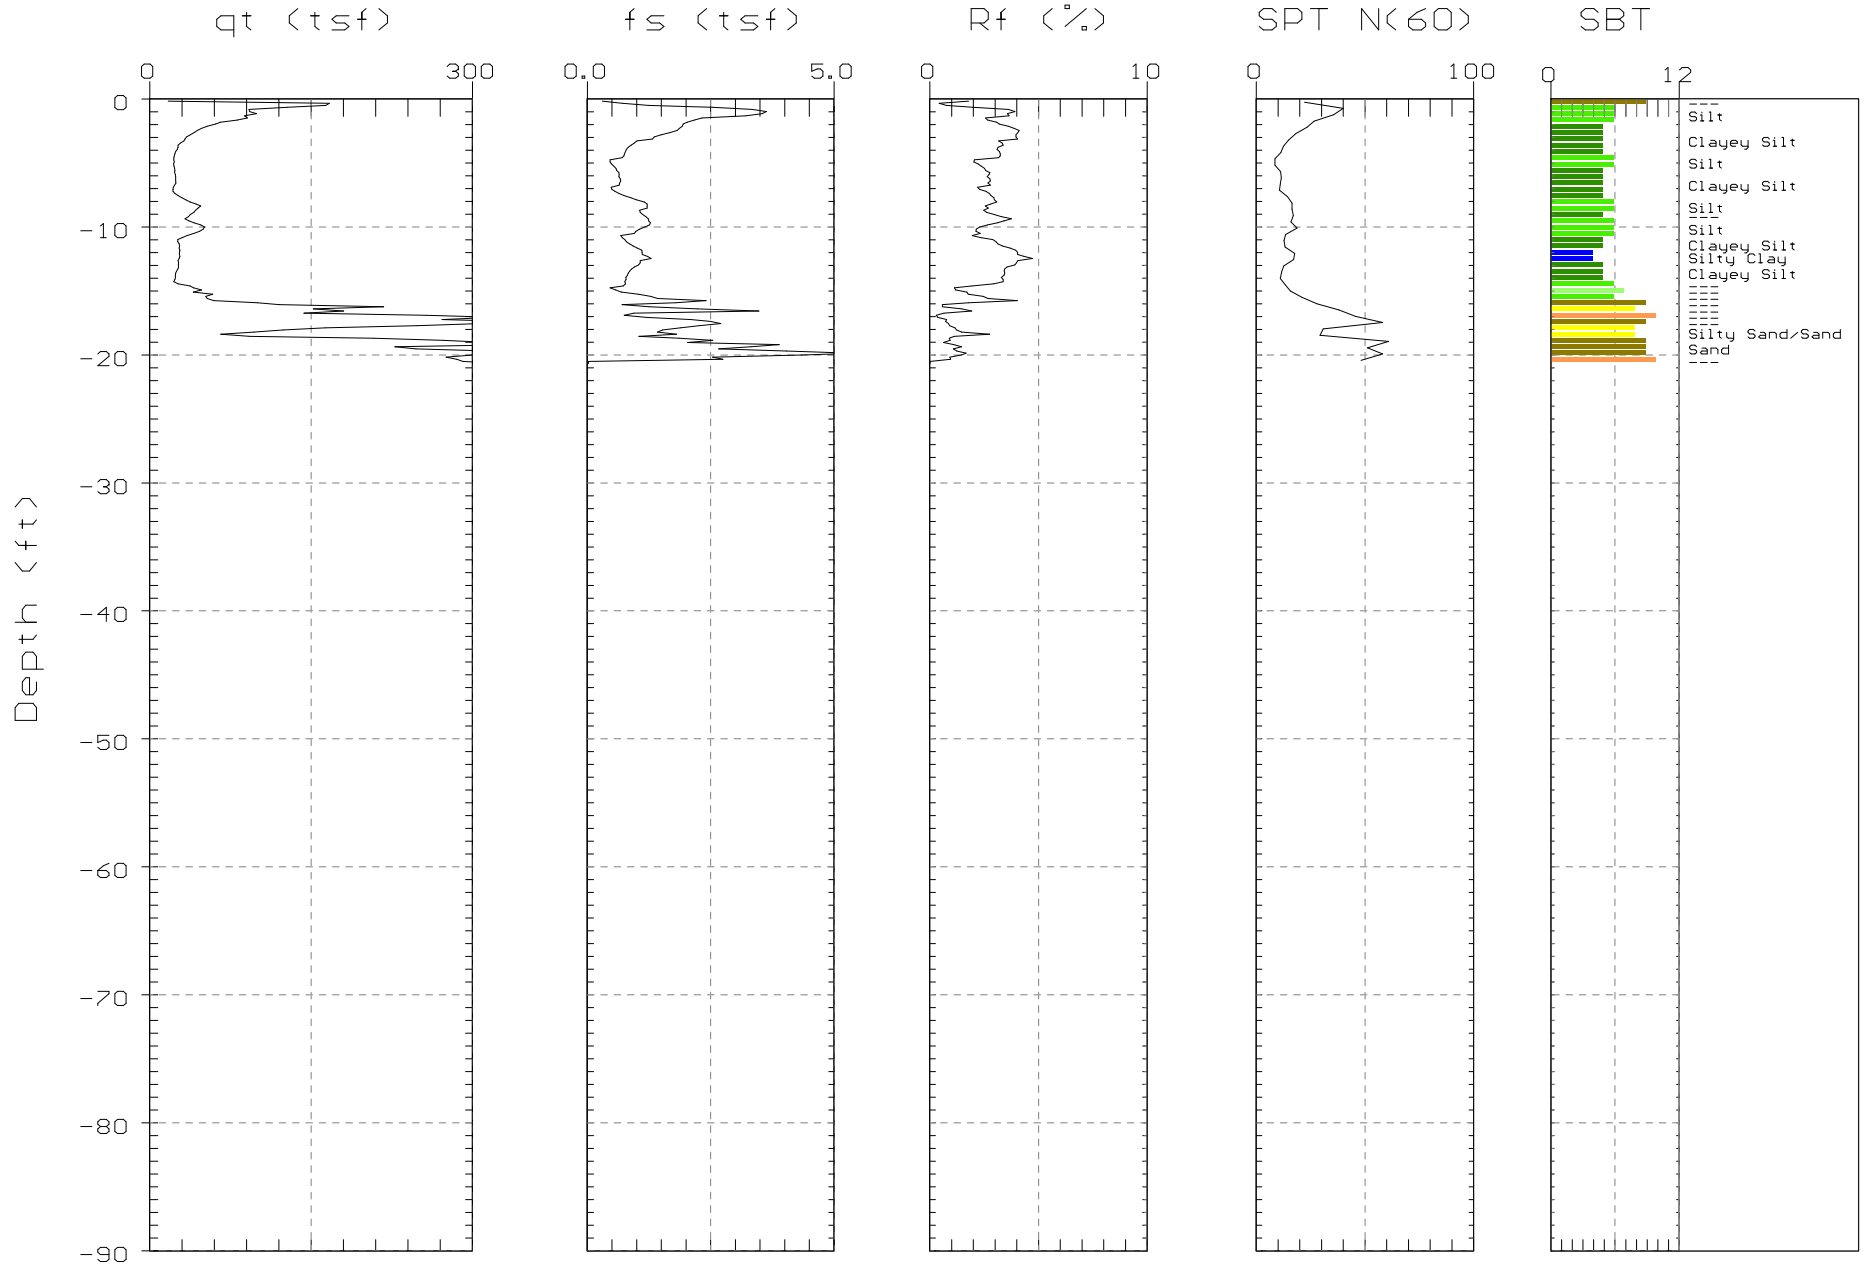 qt (tsf) fs (tsf) Rf (%) SPT N(60) SBT
0 300 0.0 5.0 0 10 0 100 0 12
0
-10
-20
-30
-40
-50
-60
-70
-80
-90
Depth (ft)
---
Silt
Clayey Silt
Silt
Clayey Silt
Silt
---
Silt
Clayey Silt
Silty Clay
Clayey Silt
---
---
---
---
---
---
Silty Sand/Sand
Sand
---